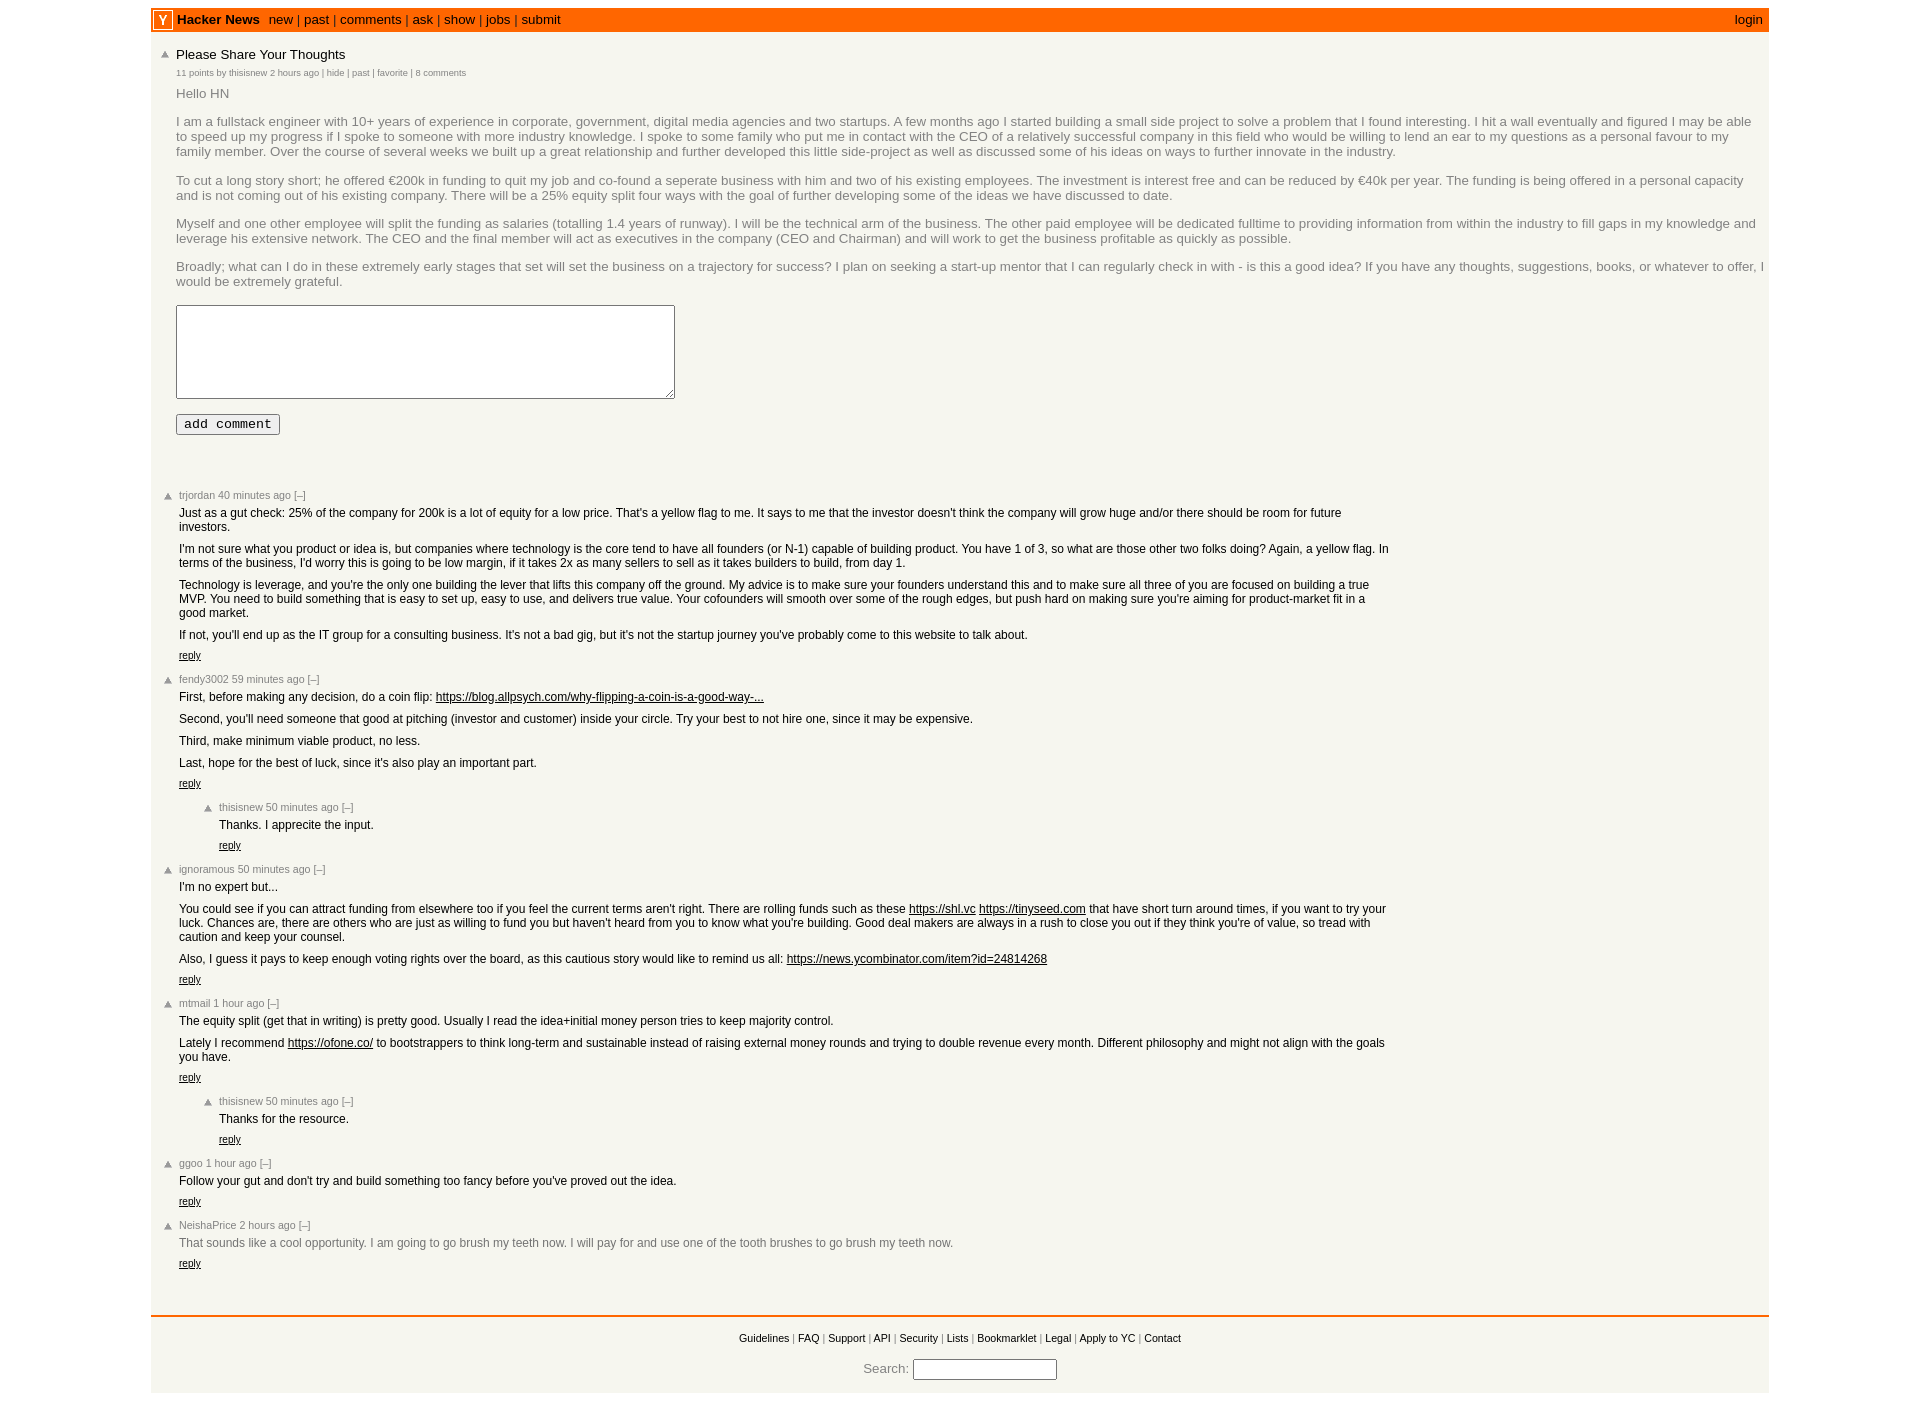 Y Hacker News new | past | comments | ask | show | jobs | submit login
Please Share Your Thoughts
11 points by thisisnew 2 hours ago | hide | past | favorite | 8 comments
Hello HN
I am a fullstack engineer with 10+ years of experience in corporate, government, digital media agencies and two startups. A few months ago I started building a small side project to solve a problem that I found interesting. I hit a wall eventually and figured I may be able
to speed up my progress if I spoke to someone with more industry knowledge. I spoke to some family who put me in contact with the CEO of a relatively successful company in this field who would be willing to lend an ear to my questions as a personal favour to my
family member. Over the course of several weeks we built up a great relationship and further developed this little side-project as well as discussed some of his ideas on ways to further innovate in the industry.
To cut a long story short; he offered €200k in funding to quit my job and co-found a seperate business with him and two of his existing employees. The investment is interest free and can be reduced by €40k per year. The funding is being offered in a personal capacity
and is not coming out of his existing company. There will be a 25% equity split four ways with the goal of further developing some of the ideas we have discussed to date.
Myself and one other employee will split the funding as salaries (totalling 1.4 years of runway). I will be the technical arm of the business. The other paid employee will be dedicated fulltime to providing information from within the industry to fill gaps in my knowledge and
leverage his extensive network. The CEO and the final member will act as executives in the company (CEO and Chairman) and will work to get the business profitable as quickly as possible.
Broadly; what can I do in these extremely early stages that set will set the business on a trajectory for success? I plan on seeking a start-up mentor that I can regularly check in with - is this a good idea? If you have any thoughts, suggestions, books, or whatever to offer, I
would be extremely grateful.
add comment
trjordan 40 minutes ago [–]
Just as a gut check: 25% of the company for 200k is a lot of equity for a low price. That's a yellow flag to me. It says to me that the investor doesn't think the company will grow huge and/or there should be room for future
investors.
I'm not sure what you product or idea is, but companies where technology is the core tend to have all founders (or N-1) capable of building product. You have 1 of 3, so what are those other two folks doing? Again, a yellow flag. In
terms of the business, I'd worry this is going to be low margin, if it takes 2x as many sellers to sell as it takes builders to build, from day 1.
Technology is leverage, and you're the only one building the lever that lifts this company off the ground. My advice is to make sure your founders understand this and to make sure all three of you are focused on building a true
MVP. You need to build something that is easy to set up, easy to use, and delivers true value. Your cofounders will smooth over some of the rough edges, but push hard on making sure you're aiming for product-market fit in a
good market.
If not, you'll end up as the IT group for a consulting business. It's not a bad gig, but it's not the startup journey you've probably come to this website to talk about.
reply
fendy3002 59 minutes ago [–]
First, before making any decision, do a coin flip: https://blog.allpsych.com/why-flipping-a-coin-is-a-good-way-...
Second, you'll need someone that good at pitching (investor and customer) inside your circle. Try your best to not hire one, since it may be expensive.
Third, make minimum viable product, no less.
Last, hope for the best of luck, since it's also play an important part.
reply
thisisnew 50 minutes ago [–]
Thanks. I apprecite the input.
reply
ignoramous 50 minutes ago [–]
I'm no expert but...
You could see if you can attract funding from elsewhere too if you feel the current terms aren't right. There are rolling funds such as these https://shl.vc https://tinyseed.com that have short turn around times, if you want to try your
luck. Chances are, there are others who are just as willing to fund you but haven't heard from you to know what you're building. Good deal makers are always in a rush to close you out if they think you're of value, so tread with
caution and keep your counsel.
Also, I guess it pays to keep enough voting rights over the board, as this cautious story would like to remind us all: https://news.ycombinator.com/item?id=24814268
reply
mtmail 1 hour ago [–]
The equity split (get that in writing) is pretty good. Usually I read the idea+initial money person tries to keep majority control.
Lately I recommend https://ofone.co/ to bootstrappers to think long-term and sustainable instead of raising external money rounds and trying to double revenue every month. Different philosophy and might not align with the goals
you have.
reply
thisisnew 50 minutes ago [–]
Thanks for the resource.
reply
ggoo 1 hour ago [–]
Follow your gut and don't try and build something too fancy before you've proved out the idea.
reply
NeishaPrice 2 hours ago [–]
That sounds like a cool opportunity. I am going to go brush my teeth now. I will pay for and use one of the tooth brushes to go brush my teeth now.
reply
Guidelines | FAQ | Support | API | Security | Lists | Bookmarklet | Legal | Apply to YC | Contact
Search: